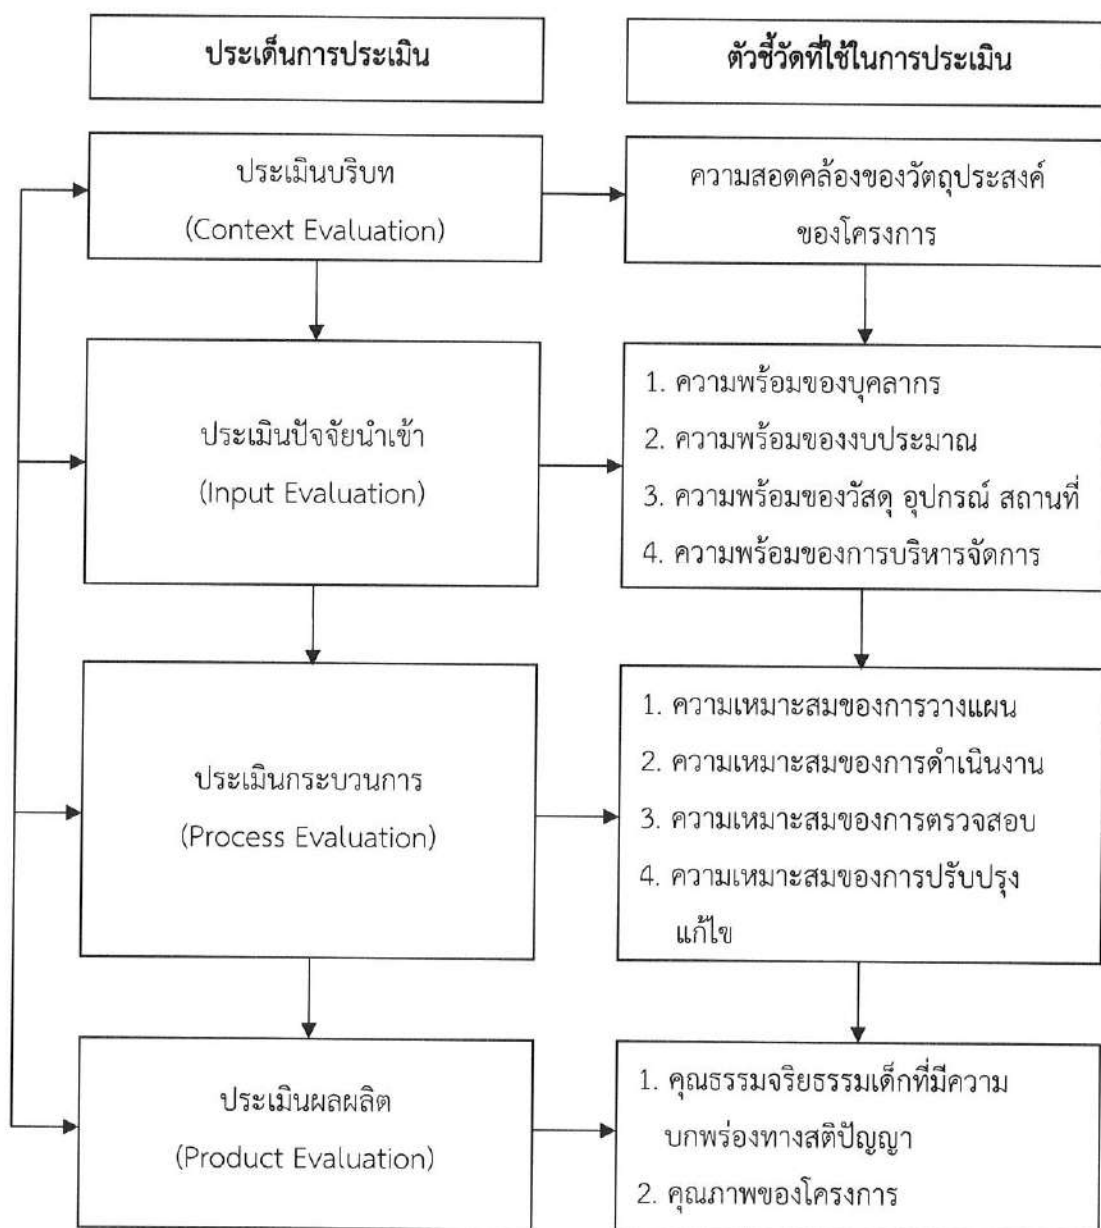 ประเด็นการประเมิน
ตัวชี้วัดที่ใช้ในการประเมิน
ประเมินบริบท
(Context Evaluation)
ความสอดคล้องของวัตถุประสงค์
ของโครงการ
ประเมินปัจจัยนำเข้า
(Input Evaluation)
1. ความพร้อมของบุคลากร
2. ความพร้อมของงบประมาณ
3. ความพร้อมของวัสดุ อุปกรณ์ สถานที่
4. ความพร้อมของการบริหารจัดการ
ประเมินกระบวนการ
(Process Evaluation)
1. ความเหมาะสมของการวางแผน
2. ความเหมาะสมของการดำเนินงาน
3. ความเหมาะสมของการตรวจสอบ
4. ความเหมาะสมของการปรับปรุง
แก้ไข
ประเมินผลผลิต
(Product Evaluation)
1. คุณธรรมจริยธรรมเด็กที่มีความ
บกพร่องทางสติปัญญา
2. คุณภาพของโครงการ